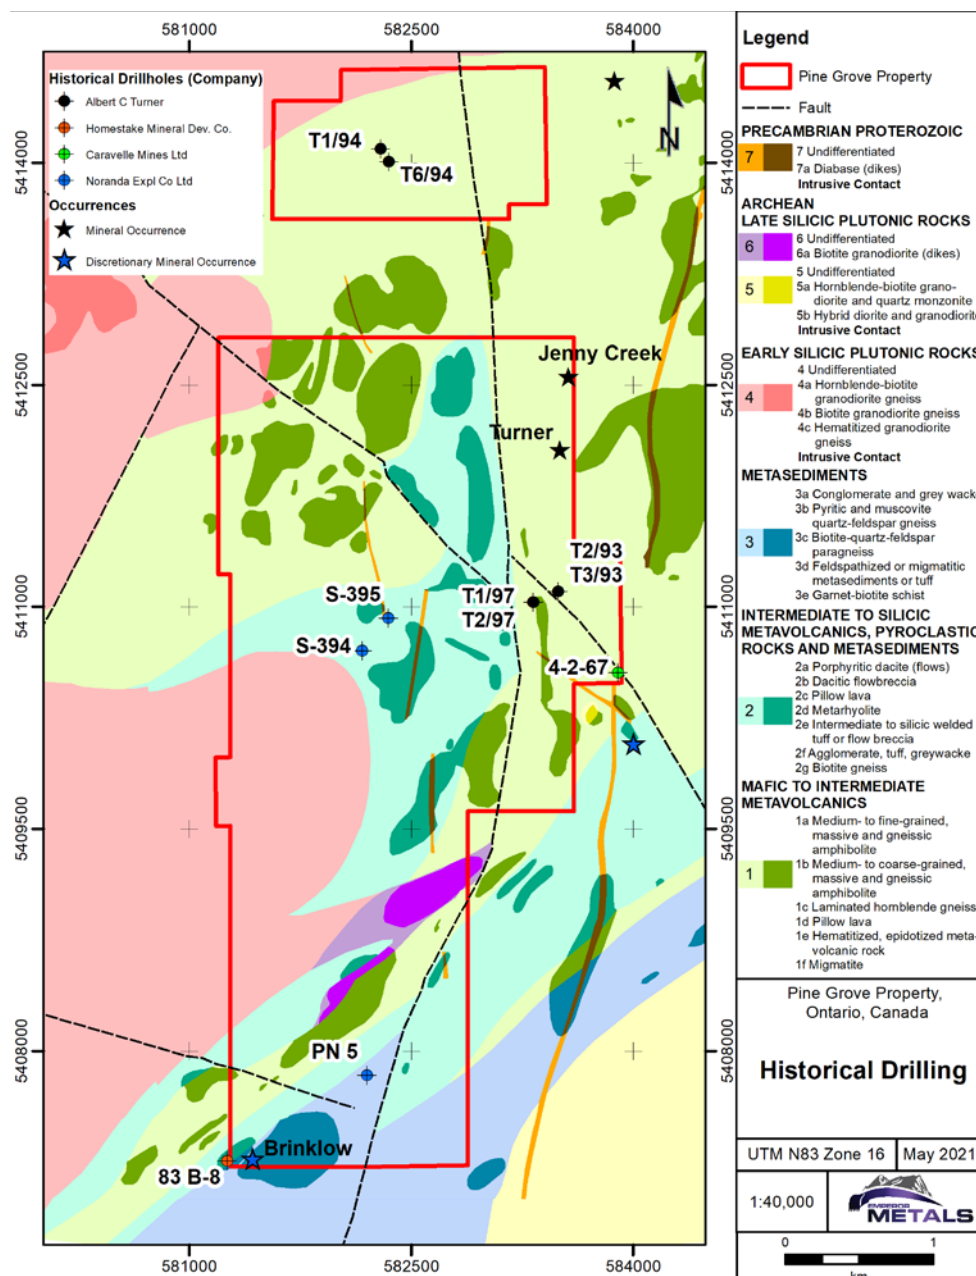 581000 582500 584000
Historical Drillholes (Company)
Albert C Turner
Homestake Mineral Dev. Co.
Caravelle Mines Ltd
Noranda Expl Co Ltd
Occurrences
Mineral Occurrence
Discretionary Mineral Occurrence
5414000
5412500
5411000
5409500
5408000
T1/94
T6/94
N
Jenny Creek
Turner
T2/93
T3/93
S-395
T1/97
T2/97
S-394
4-2-67
PN 5
Brinklow
83 B-8
5414000
5412500
5411000
5409500
5408000
581000 582500 584000
Legend
Pine Grove Property
Fault
PRECAMBRIAN PROTEROZOIC
7
7 Undifferentiated
7a Diabase (dikes)
Intrusive Contact
ARCHEAN
LATE SILICIC PLUTONIC ROCKS
6
6 Undifferentiated
6a Biotite granodiorite (dikes)
5
5 Undifferentiated
5a Hornblende-biotite grano-
diorite and quartz monzonite
5b Hybrid diorite and granodiorite
Intrusive Contact
EARLY SILICIC PLUTONIC ROCKS
4
4 Undifferentiated
4a Hornblende-biotite
granodiorite gneiss
4b Biotite granodiorite gneiss
4c Hematitized granodiorite
gneiss
Intrusive Contact
METASEDIMENTS
3
3a Conglomerate and grey wacke
3b Pyritic and muscovite
quartz-feldspar gneiss
3c Biotite-quartz-feldspar
paragneiss
3d Feldspathized or migmatitic
metasediments or tuff
3e Garnet-biotite schist
INTERMEDIATE TO SILICIC
METAVOLCANICS, PYROCLASTIC
ROCKS AND METASEDIMENTS
2
2a Porphyritic dacite (flows)
2b Dacitic flowbreccia
2c Pillow lava
2d Metarhyolite
2e Intermediate to silicic welded
tuff or flow breccia
2f Agglomerate, tuff, greywacke
2g Biotite gneiss
MAFIC TO INTERMEDIATE
METAVOLCANICS
1
1a Medium- to fine-grained,
massive and gneissic
amphibolite
1b Medium- to coarse-grained,
massive and gneissic
amphibolite
1c Laminated hornblende gneiss
1d Pillow lava
1e Hematitized, epidotized meta-
volcanic rock
1f Migmatite
Pine Grove Property,
Ontario, Canada
Historical Drilling
UTM N83 Zone 16 May 2021
1:40,000
EMPEROR
METALS
0 1
km